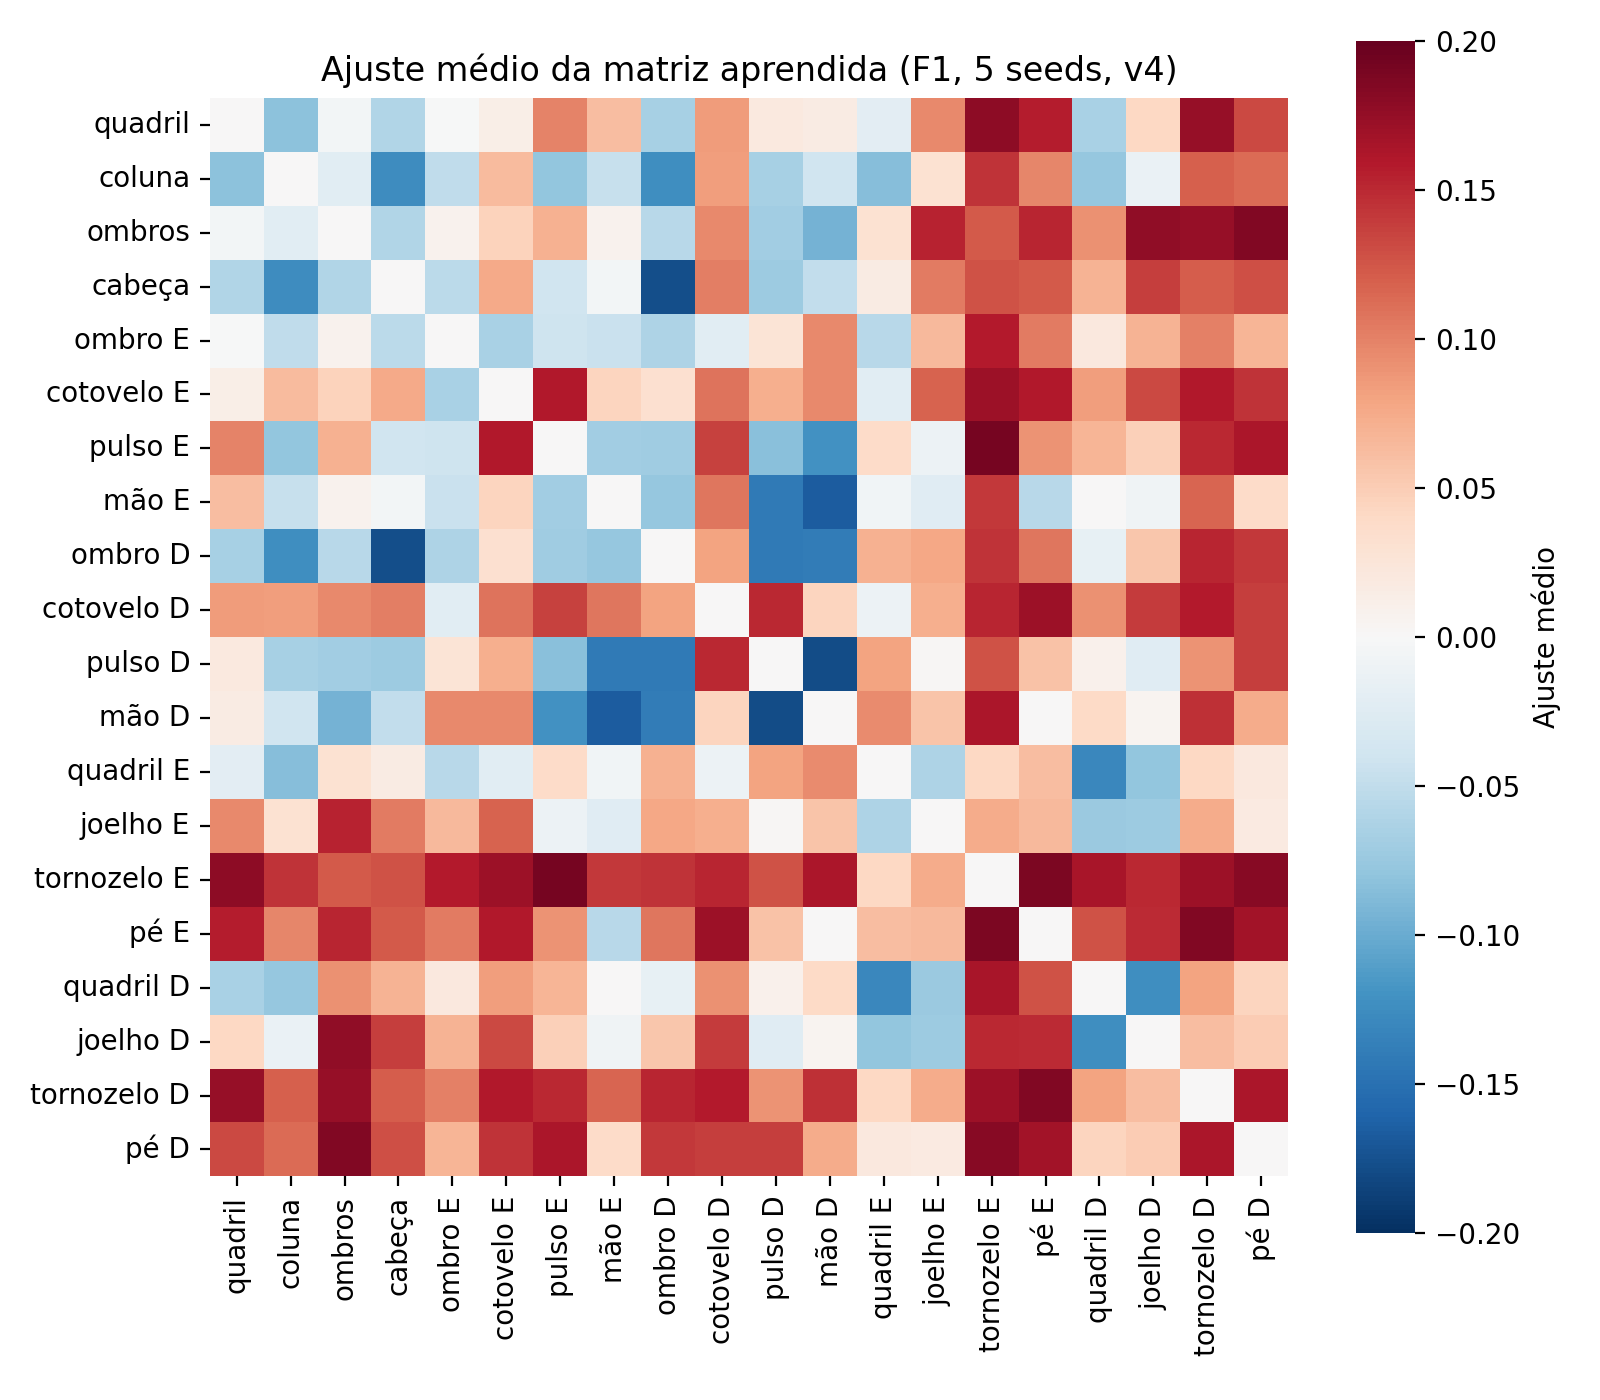 Ajuste médio da matriz aprendida (F1, 5 seeds, v4)
quadril
coluna
ombros
cabeça
ombro E
cotovelo E
pulso E
mão E
ombro D
cotovelo D
pulso D
mão D
quadril E
joelho E
tornozelo E
pé E
quadril D
joelho D
tornozelo D
pé D
quadril
coluna
ombros
cabeça
ombro E
cotovelo E
pulso E
mão E
ombro D
cotovelo D
pulso D
mão D
quadril E
joelho E
tornozelo E
pé E
quadril D
joelho D
tornozelo D
pé D
0.20
0.15
0.10
0.05
0.00
−0.05
−0.10
−0.15
−0.20
Ajuste médio